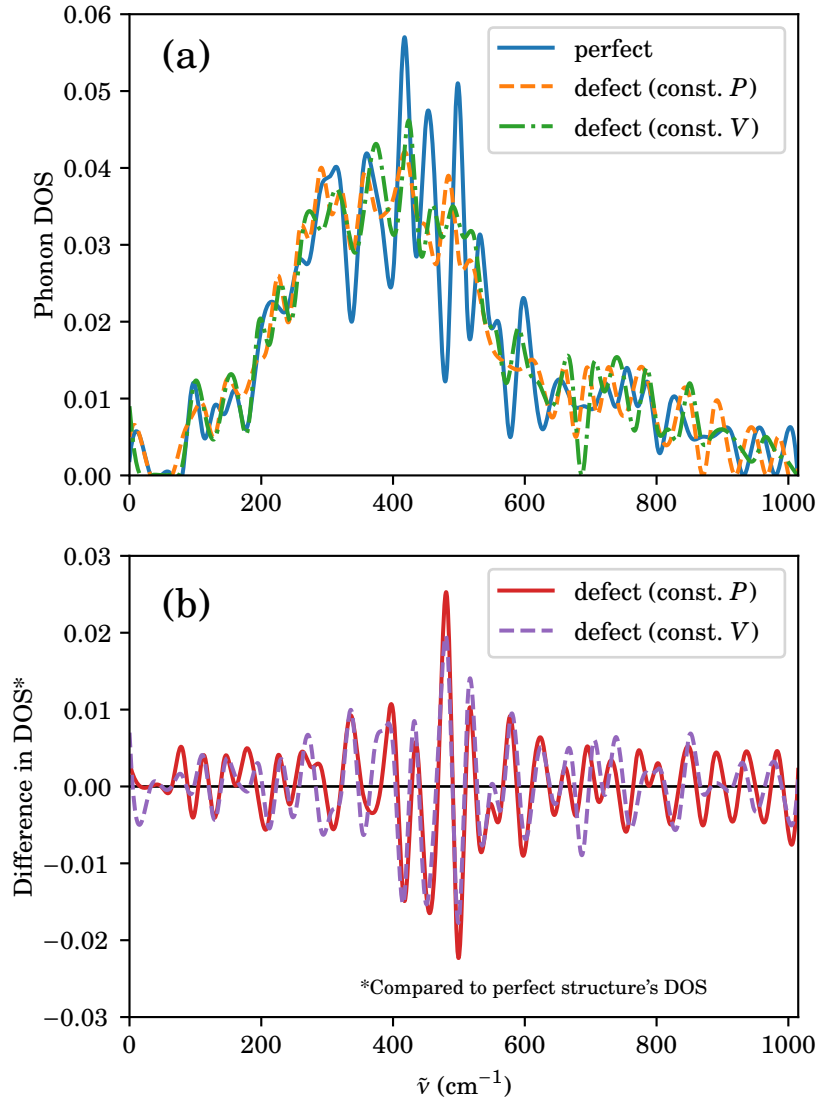 0.06
0.05
0.04
0.03
0.02
0.01
0.00
Phonon DOS
(a)
perfect
defect (const. P)
defect (const. V)
0 200 400 600 800 1000
0.03
0.02
0.01
0.00
−0.01
−0.02
−0.03
Difference in DOS*
(b)
defect (const. P)
defect (const. V)
*Compared to perfect structure's DOS
0 200 400 600 800 1000
ν̃ (cm⁻¹)